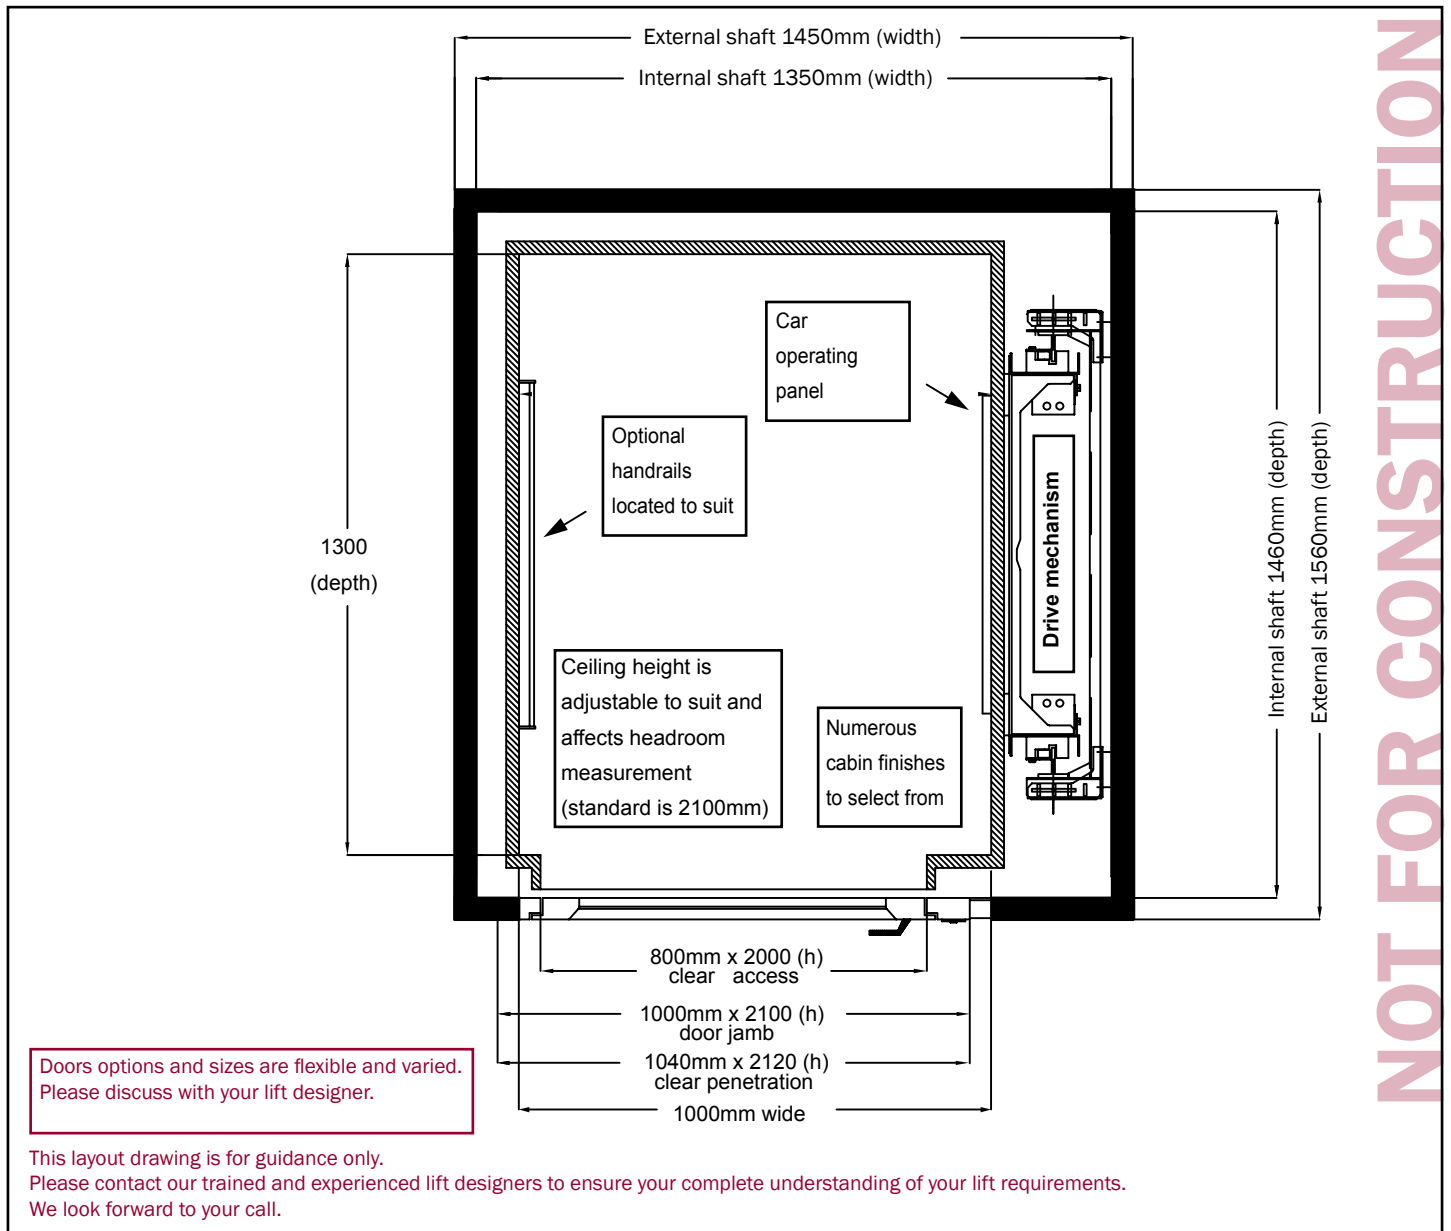 External shaft 1450mm (width)
Internal shaft 1350mm (width)
Car
operating
panel
Optional
handrails
located to suit
1300
(depth)
Drive mechanism
Internal shaft 1460mm (depth)
External shaft 1560mm (depth)
NOT FOR CONSTRUCTION
Ceiling height is
adjustable to suit and
affects headroom
measurement
(standard is 2100mm)
Numerous
cabin finishes
to select from
800mm x 2000 (h)
clear access
1000mm x 2100 (h)
door jamb
1040mm x 2120 (h)
clear penetration
1000mm wide
Doors options and sizes are flexible and varied.
Please discuss with your lift designer.
This layout drawing is for guidance only.
Please contact our trained and experienced lift designers to ensure your complete understanding of your lift requirements.
We look forward to your call.